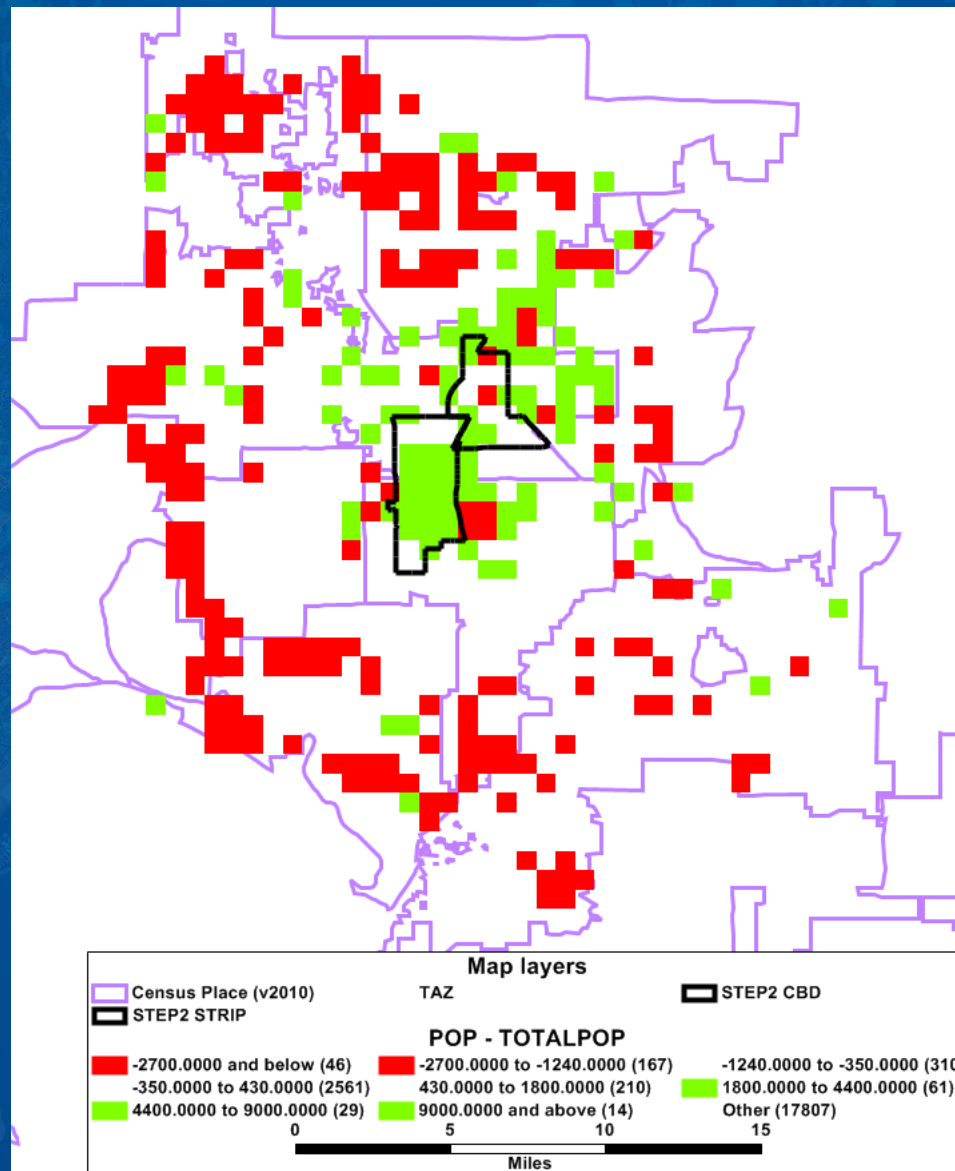 Map layers
Census Place (v2010) TAZ STEP2 CBD
STEP2 STRIP
POP - TOTALPOP
-2700.0000 and below (46) -2700.0000 to -1240.0000 (167) -1240.0000 to -350.0000 (310
-350.0000 to 430.0000 (2561) 430.0000 to 1800.0000 (210) 1800.0000 to 4400.0000 (61)
4400.0000 to 9000.0000 (29) 9000.0000 and above (14) Other (17807)
0 5 10 15
Miles